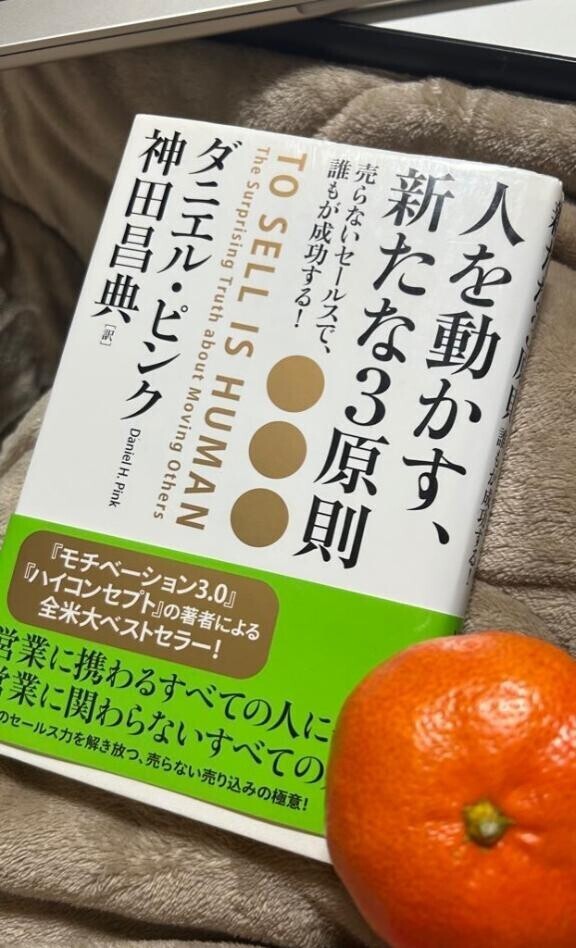 人を動かす、
新たな3原則
売らないセールスで、
誰もが成功する!
TO SELL IS HUMAN
The Surprising Truth about Moving Others
ダニエル・ピンク
Daniel H. Pink
神田昌典[訳]
『モチベーション3.0』
『ハイコンセプト』の著者による
全米大ベストセラー!
営業に携わるすべての人に
営業に関わらないすべての
のセールス力を解き放つ、売らない売り込みの極意!